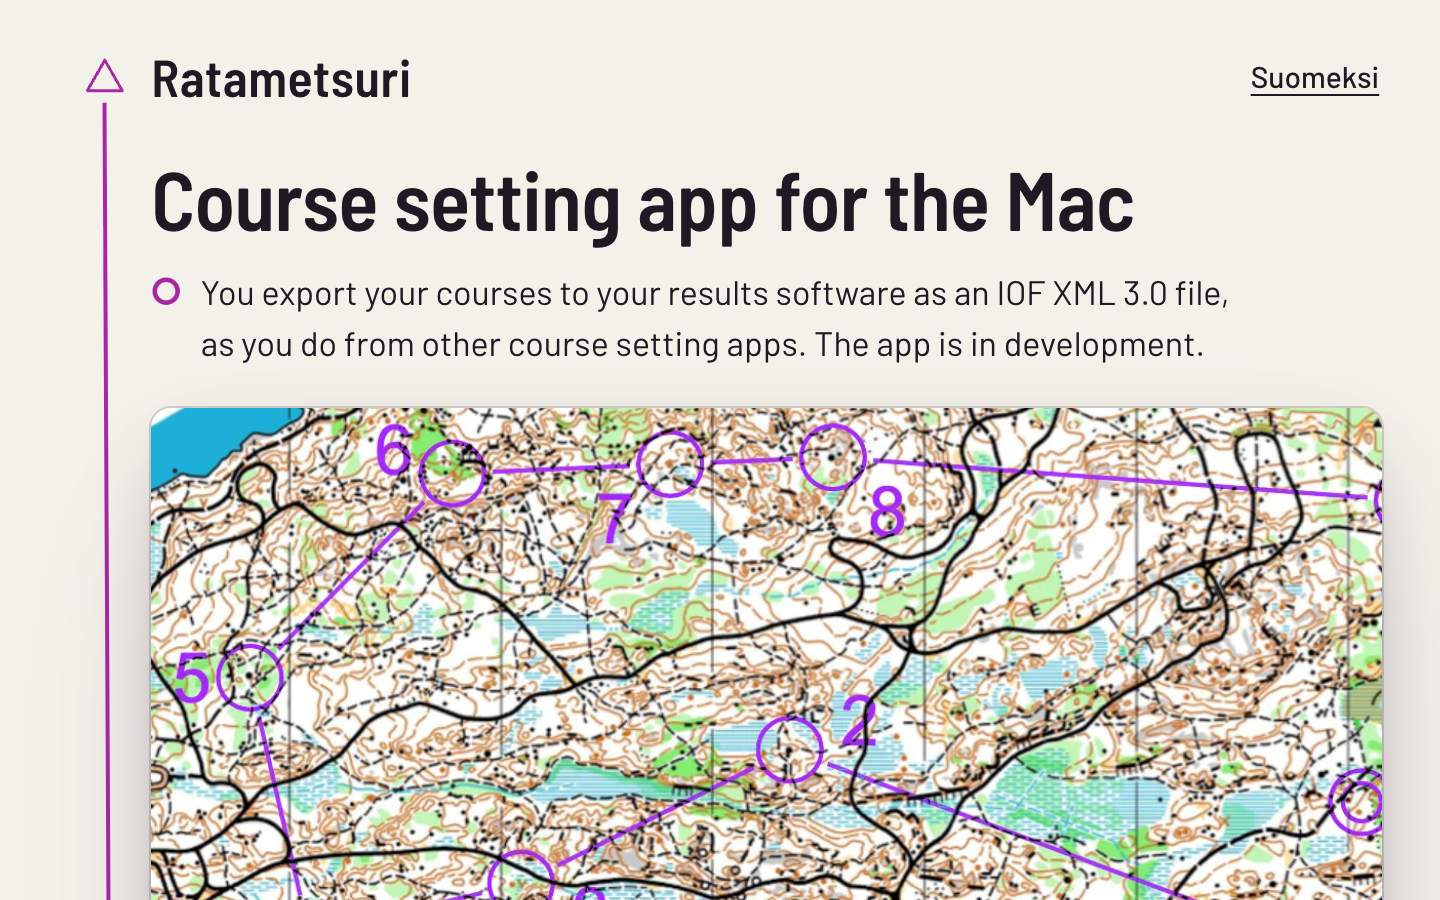 Ratametsuri
Suomeksi
Course setting app for the Mac
You export your courses to your results software as an IOF XML 3.0 file,
as you do from other course setting apps. The app is in development.
6
7
8
5
2